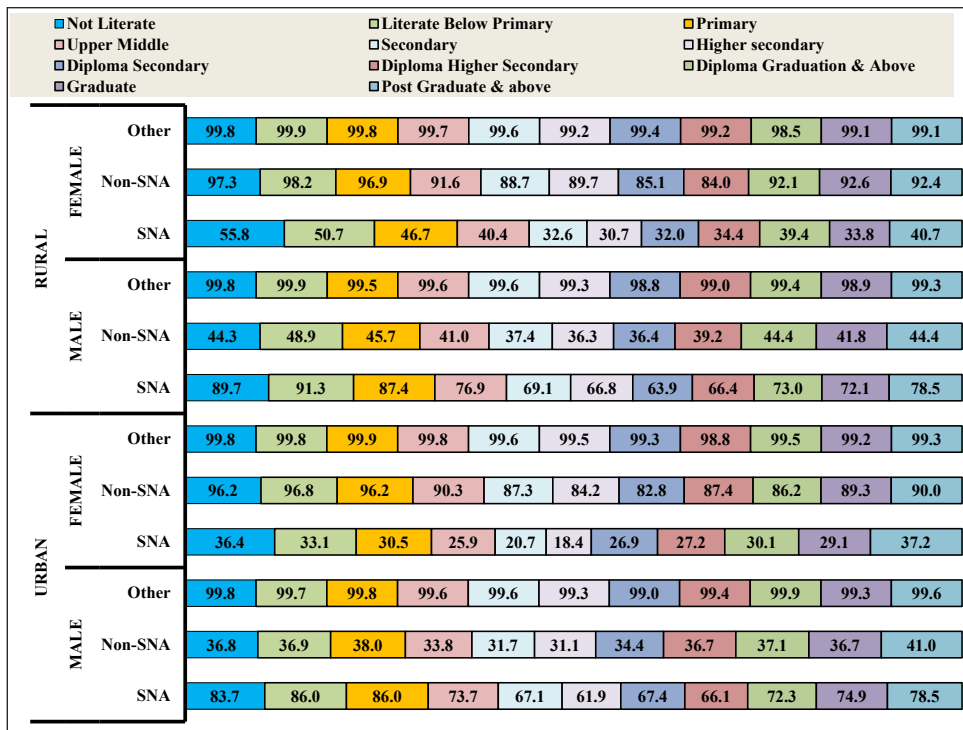 Not Literate Literate Below Primary Primary
Upper Middle Secondary Higher secondary
Diploma Secondary Diploma Higher Secondary Diploma Graduation & Above
Graduate Post Graduate & above
RURAL
FEMALE
Other 99.8 99.9 99.8 99.7 99.6 99.2 99.4 99.2 98.5 99.1 99.1
Non-SNA 97.3 98.2 96.9 91.6 88.7 89.7 85.1 84.0 92.1 92.6 92.4
SNA 55.8 50.7 46.7 40.4 32.6 30.7 32.0 34.4 39.4 33.8 40.7
MALE
Other 99.8 99.9 99.5 99.6 99.6 99.3 98.8 99.0 99.4 98.9 99.3
Non-SNA 44.3 48.9 45.7 41.0 37.4 36.3 36.4 39.2 44.4 41.8 44.4
SNA 89.7 91.3 87.4 76.9 69.1 66.8 63.9 66.4 73.0 72.1 78.5
URBAN
FEMALE
Other 99.8 99.8 99.9 99.8 99.6 99.5 99.3 98.8 99.5 99.2 99.3
Non-SNA 96.2 96.8 96.2 90.3 87.3 84.2 82.8 87.4 86.2 89.3 90.0
SNA 36.4 33.1 30.5 25.9 20.7 18.4 26.9 27.2 30.1 29.1 37.2
MALE
Other 99.8 99.7 99.8 99.6 99.6 99.3 99.0 99.4 99.9 99.3 99.6
Non-SNA 36.8 36.9 38.0 33.8 31.7 31.1 34.4 36.7 37.1 36.7 41.0
SNA 83.7 86.0 86.0 73.7 67.1 61.9 67.4 66.1 72.3 74.9 78.5